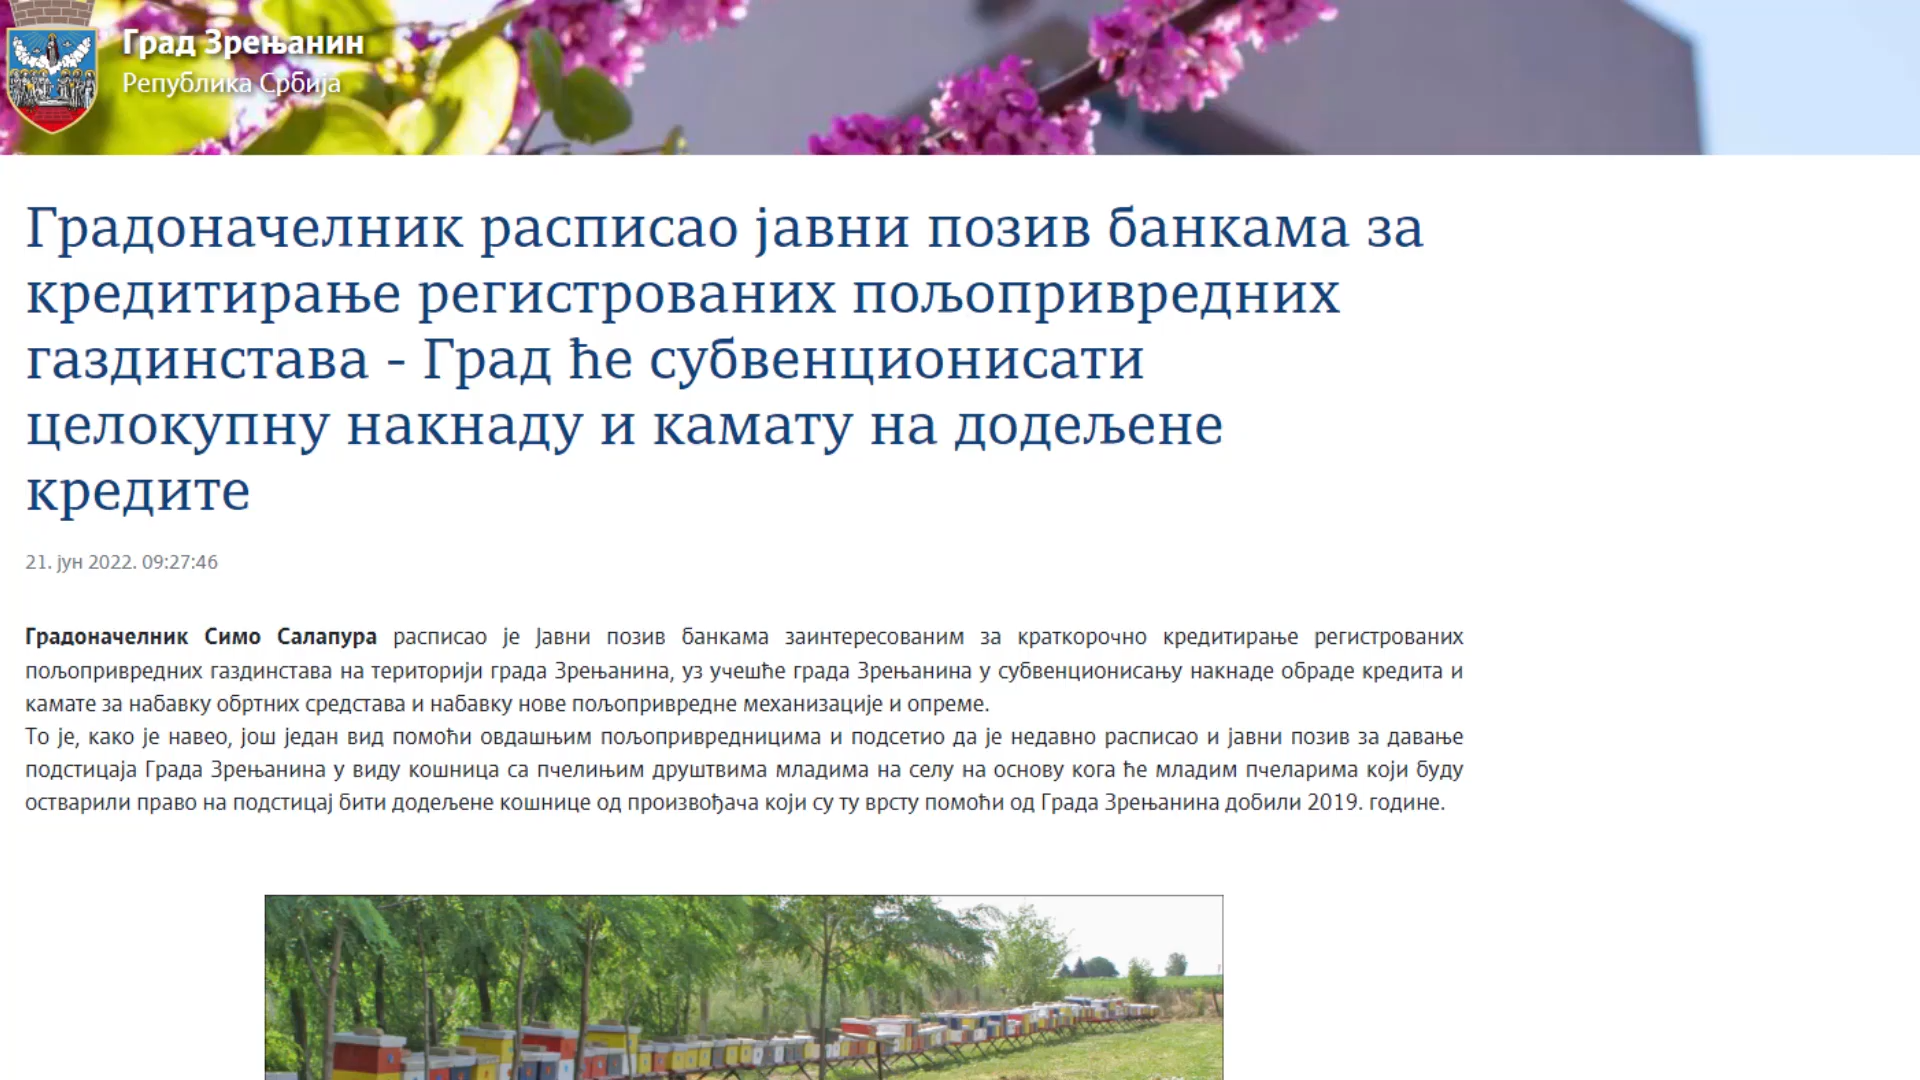 Град Зрењанин
Република Србија
Градоначелник расписао јавни позив банкама за
кредитирање регистрованих пољопривредних
газдинстава - Град ће субвенционисати
целокупну накнаду и камату на додељене
кредите
21. јун 2022. 09:27:46
Градоначелник Симо Салапура расписао је Јавни позив банкама заинтересованим за краткорочно кредитирање регистрованих
пољопривредних газдинстава на територији града Зрењанина, уз учешће града Зрењанина у субвенционисању накнаде обраде кредита и
камате за набавку обртних средстава и набавку нове пољопривредне механизације и опреме.
То је, како је навео, још један вид помоћи овдашњим пољопривредницима и подсетио да је недавно расписао и јавни позив за давање
подстицаја Града Зрењанина у виду кошница са пчелињим друштвима младима на селу на основу кога ће младим пчеларима који буду
остварили право на подстицај бити додељене кошнице од произвођача који су ту врсту помоћи од Града Зрењанина добили 2019. године.